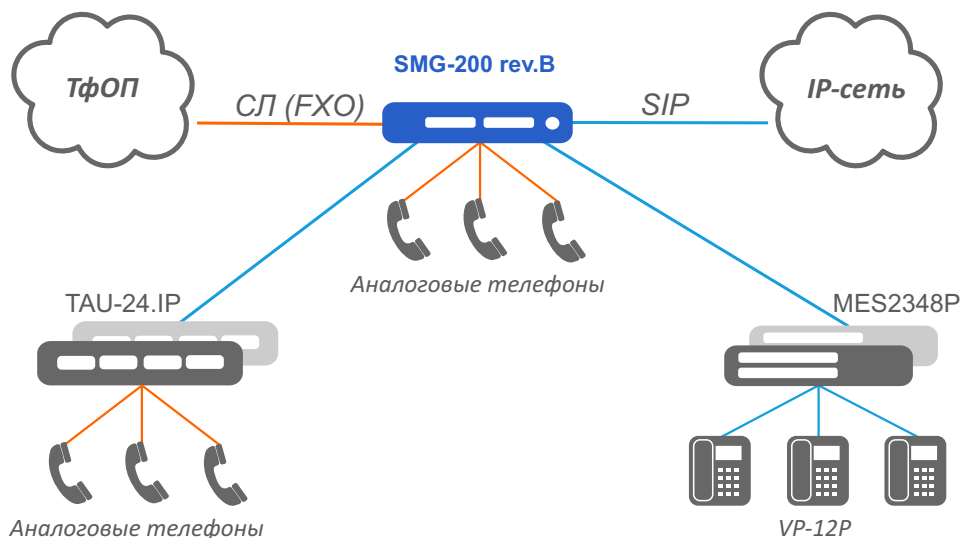 SMG-200 rev.B
ТфОП
СЛ (FXO)
SIP
IP-сеть
Аналоговые телефоны
TAU-24.IP
MES2348P
Аналоговые телефоны
VP-12P